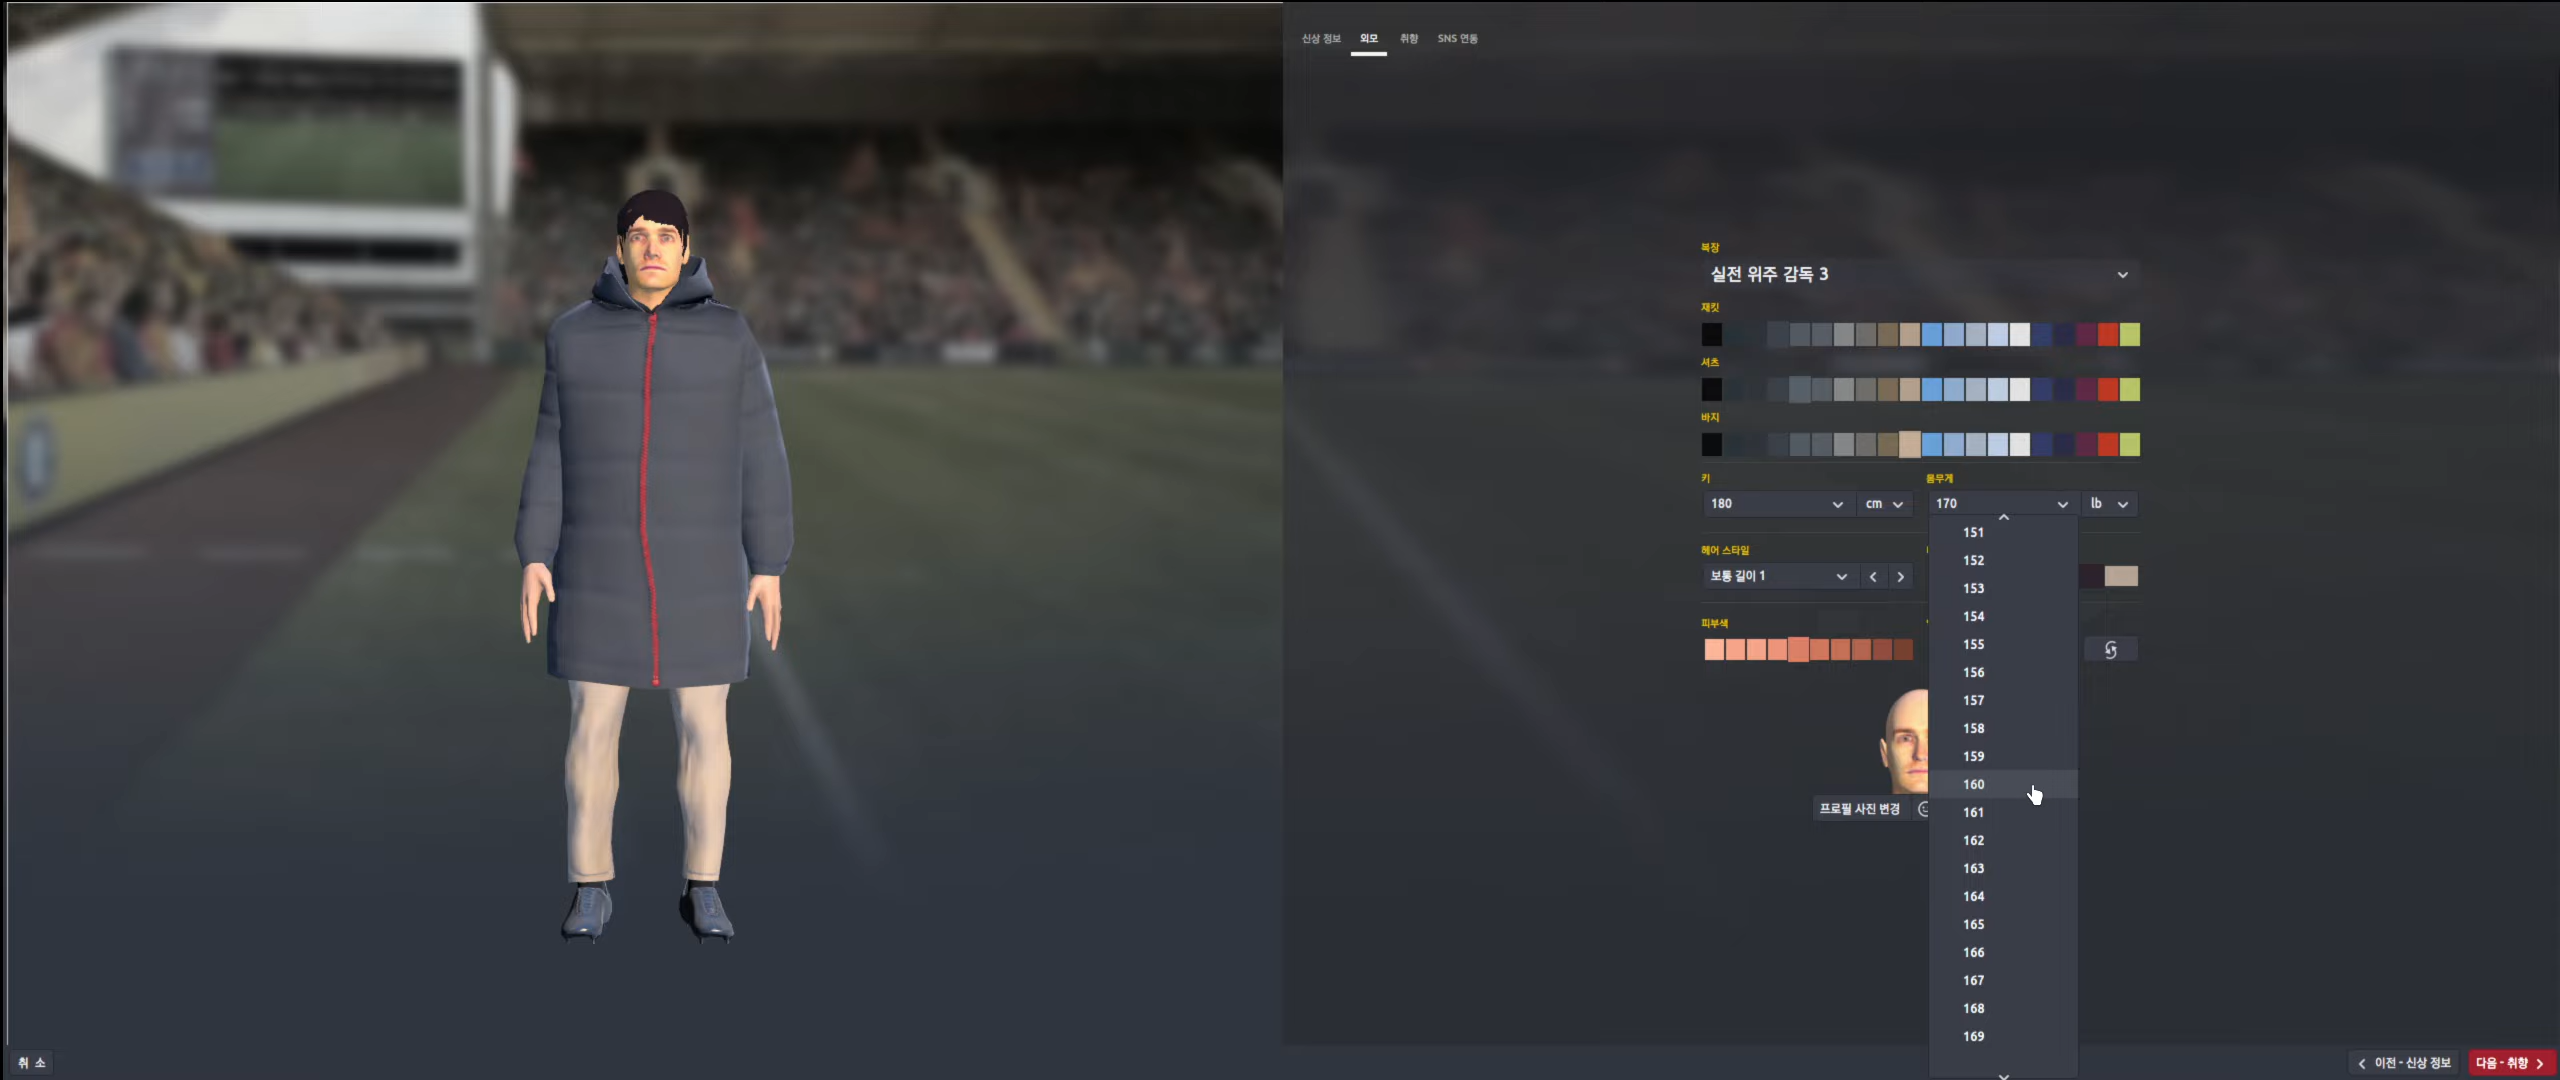 신상 정보 외모 취향 SNS 연동
복장
실전 위주 감독 3
재킷
셔츠
바지
키 몸무게
180 cm 170 lb
151
152
헤어 스타일
보통 길이 1
153
154
155
피부색
156
157
158
159
160
프로필 사진 변경
161
162
163
164
165
166
167
168
169
취 소 이전 - 신상 정보 다음 - 취향